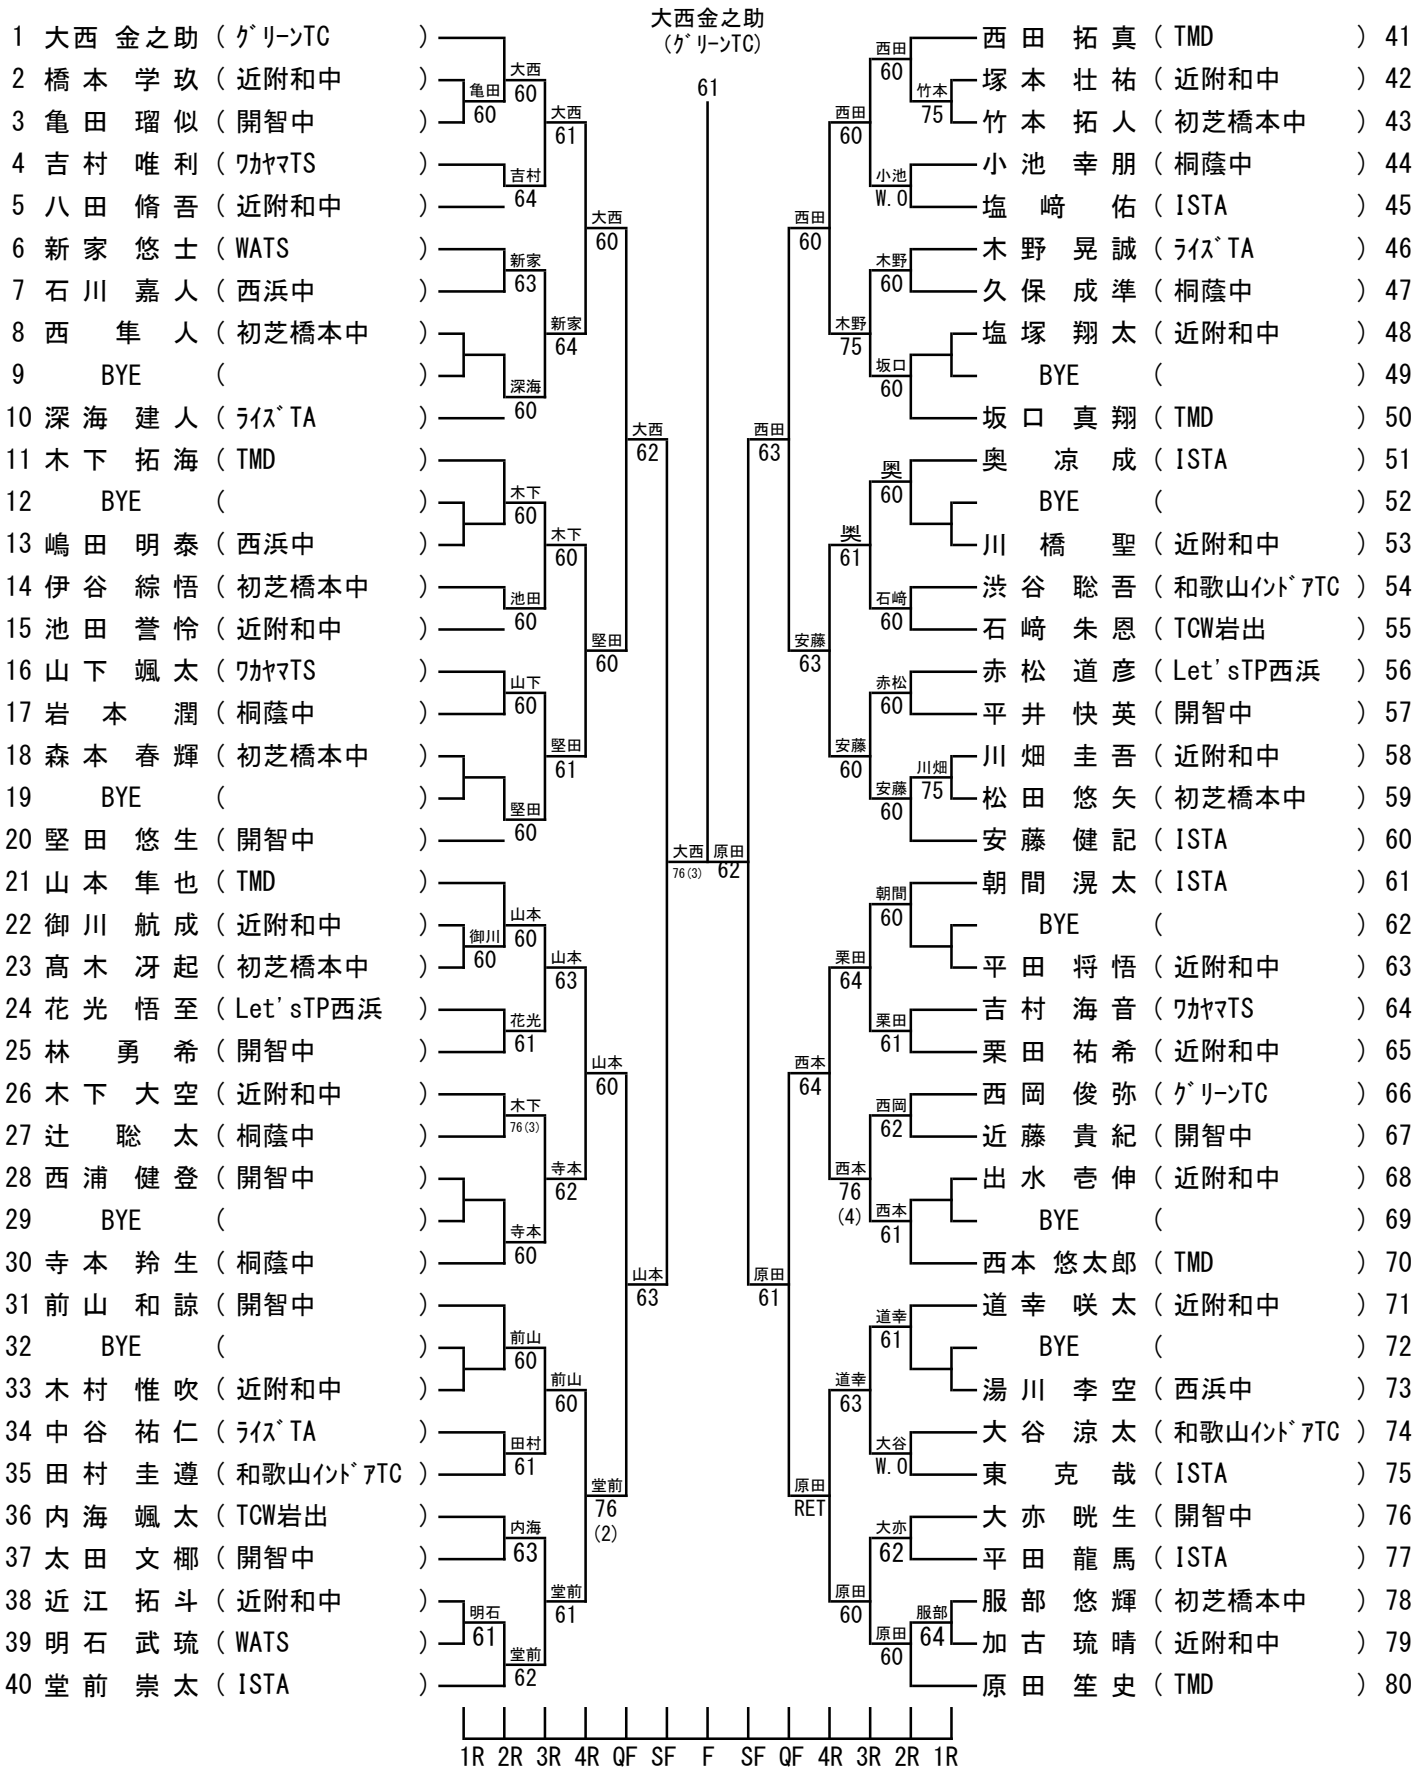 大西金之助
(グリーンTC)
61
1 大西 金之助 ( グリーンTC )
2 橋本 学玖 ( 近附和中 )
3 亀田 瑠似 ( 開智中 )
4 吉村 唯利 ( ワカヤマTS )
5 八田 脩吾 ( 近附和中 )
6 新家 悠士 ( WATS )
7 石川 嘉人 ( 西浜中 )
8 西 隼人 ( 初芝橋本中 )
9 BYE ( )
10 深海 建人 ( ライズTA )
11 木下 拓海 ( TMD )
12 BYE ( )
13 嶋田 明泰 ( 西浜中 )
14 伊谷 綜悟 ( 初芝橋本中 )
15 池田 誉怜 ( 近附和中 )
16 山下 颯太 ( ワカヤマTS )
17 岩本 潤 ( 桐蔭中 )
18 森本 春輝 ( 初芝橋本中 )
19 BYE ( )
20 堅田 悠生 ( 開智中 )
21 山本 隼也 ( TMD )
22 御川 航成 ( 近附和中 )
23 髙木 冴起 ( 初芝橋本中 )
24 花光 悟至 ( Let'sTP西浜 )
25 林 勇希 ( 開智中 )
26 木下 大空 ( 近附和中 )
27 辻 聡太 ( 桐蔭中 )
28 西浦 健登 ( 開智中 )
29 BYE ( )
30 寺本 羚生 ( 桐蔭中 )
31 前山 和諒 ( 開智中 )
32 BYE ( )
33 木村 惟吹 ( 近附和中 )
34 中谷 祐仁 ( ライズTA )
35 田村 圭遵 ( 和歌山インドアTC )
36 内海 颯太 ( TCW岩出 )
37 太田 文椰 ( 開智中 )
38 近江 拓斗 ( 近附和中 )
39 明石 武琉 ( WATS )
40 堂前 崇太 ( ISTA )
亀田
60
御川
60
明石
61
大西
60
吉村
64
新家
63
深海
60
木下
60
池田
60
山下
60
堅田
60
山本
60
花光
61
木下
76(3)
寺本
60
前山
60
田村
61
内海
63
堂前
62
大西
61
新家
64
木下
60
堅田
61
山本
63
寺本
62
前山
60
堂前
61
大西
60
堅田
60
山本
60
堂前
76
(2)
大西
62
山本
63
大西
76(3)
原田
62
西田
63
原田
61
西田
60
安藤
63
西本
64
原田
RET
西田
60
木野
75
奥
61
安藤
60
栗田
64
西本
76
(4)
道幸
63
原田
60
西田
60
小池
W.O
木野
60
坂口
60
奥
60
石﨑
60
赤松
60
安藤
60
朝間
60
栗田
61
西岡
62
西本
61
道幸
61
大谷
W.O
大亦
62
原田
60
竹本
75
川畑
75
服部
64
西田 拓真 ( TMD ) 41
塚本 壮祐 ( 近附和中 ) 42
竹本 拓人 ( 初芝橋本中 ) 43
小池 幸朋 ( 桐蔭中 ) 44
塩﨑 佑 ( ISTA ) 45
木野 晃誠 ( ライズTA ) 46
久保 成準 ( 桐蔭中 ) 47
塩塚 翔太 ( 近附和中 ) 48
BYE ( ) 49
坂口 真翔 ( TMD ) 50
奥 凉成 ( ISTA ) 51
BYE ( ) 52
川橋 聖 ( 近附和中 ) 53
渋谷 聡吾 ( 和歌山インドアTC ) 54
石﨑 朱恩 ( TCW岩出 ) 55
赤松 道彦 ( Let'sTP西浜 ) 56
平井 快英 ( 開智中 ) 57
川畑 圭吾 ( 近附和中 ) 58
松田 悠矢 ( 初芝橋本中 ) 59
安藤 健記 ( ISTA ) 60
朝間 滉太 ( ISTA ) 61
BYE ( ) 62
平田 将悟 ( 近附和中 ) 63
吉村 海音 ( ワカヤマTS ) 64
栗田 祐希 ( 近附和中 ) 65
西岡 俊弥 ( グリーンTC ) 66
近藤 貴紀 ( 開智中 ) 67
出水 壱伸 ( 近附和中 ) 68
BYE ( ) 69
西本 悠太郎 ( TMD ) 70
道幸 咲太 ( 近附和中 ) 71
BYE ( ) 72
湯川 李空 ( 西浜中 ) 73
大谷 涼太 ( 和歌山インドアTC ) 74
東 克哉 ( ISTA ) 75
大亦 晄生 ( 開智中 ) 76
平田 龍馬 ( ISTA ) 77
服部 悠輝 ( 初芝橋本中 ) 78
加古 琉晴 ( 近附和中 ) 79
原田 笙史 ( TMD ) 80
1R 2R 3R 4R QF SF F SF QF 4R 3R 2R 1R